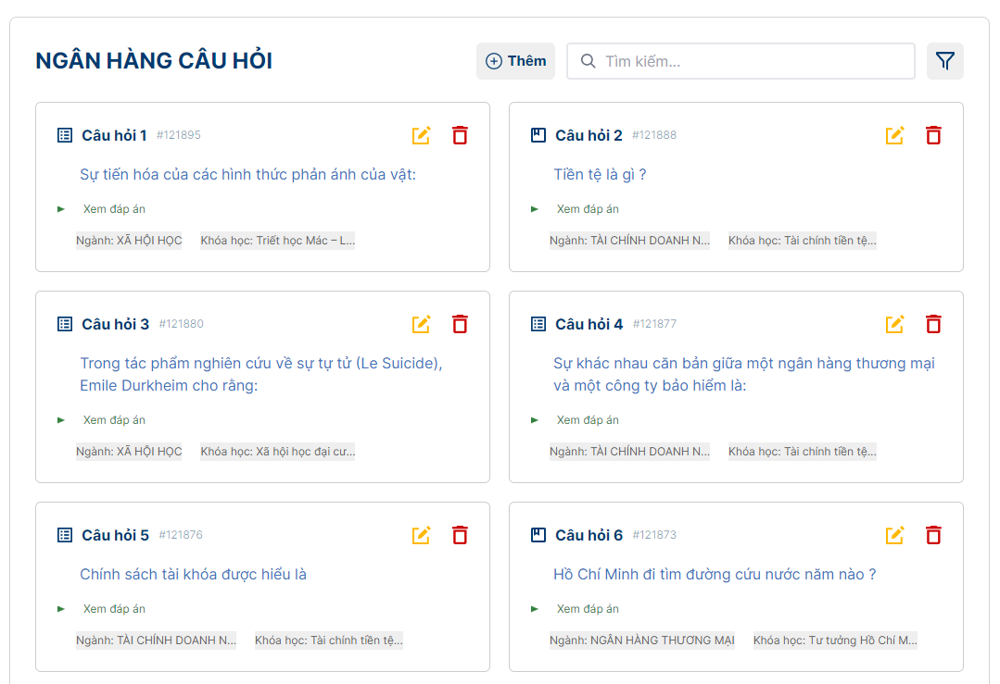 NGÂN HÀNG CÂU HỎI
Thêm
Tìm kiếm...
Câu hỏi 1 #121895
Sự tiến hóa của các hình thức phản ánh của vật:
Xem đáp án
Ngành: XÃ HỘI HỌC Khóa học: Triết học Mác – L...
Câu hỏi 2 #121888
Tiền tệ là gì ?
Xem đáp án
Ngành: TÀI CHÍNH DOANH N... Khóa học: Tài chính tiền tệ...
Câu hỏi 3 #121880
Trong tác phẩm nghiên cứu về sự tự tử (Le Suicide),
Emile Durkheim cho rằng:
Xem đáp án
Ngành: XÃ HỘI HỌC Khóa học: Xã hội học đại cư...
Câu hỏi 4 #121877
Sự khác nhau căn bản giữa một ngân hàng thương mại
và một công ty bảo hiểm là:
Xem đáp án
Ngành: TÀI CHÍNH DOANH N... Khóa học: Tài chính tiền tệ...
Câu hỏi 5 #121876
Chính sách tài khóa được hiểu là
Xem đáp án
Ngành: TÀI CHÍNH DOANH N... Khóa học: Tài chính tiền tệ...
Câu hỏi 6 #121873
Hồ Chí Minh đi tìm đường cứu nước năm nào ?
Xem đáp án
Ngành: NGÂN HÀNG THƯƠNG MẠI Khóa học: Tư tưởng Hồ Chí M...